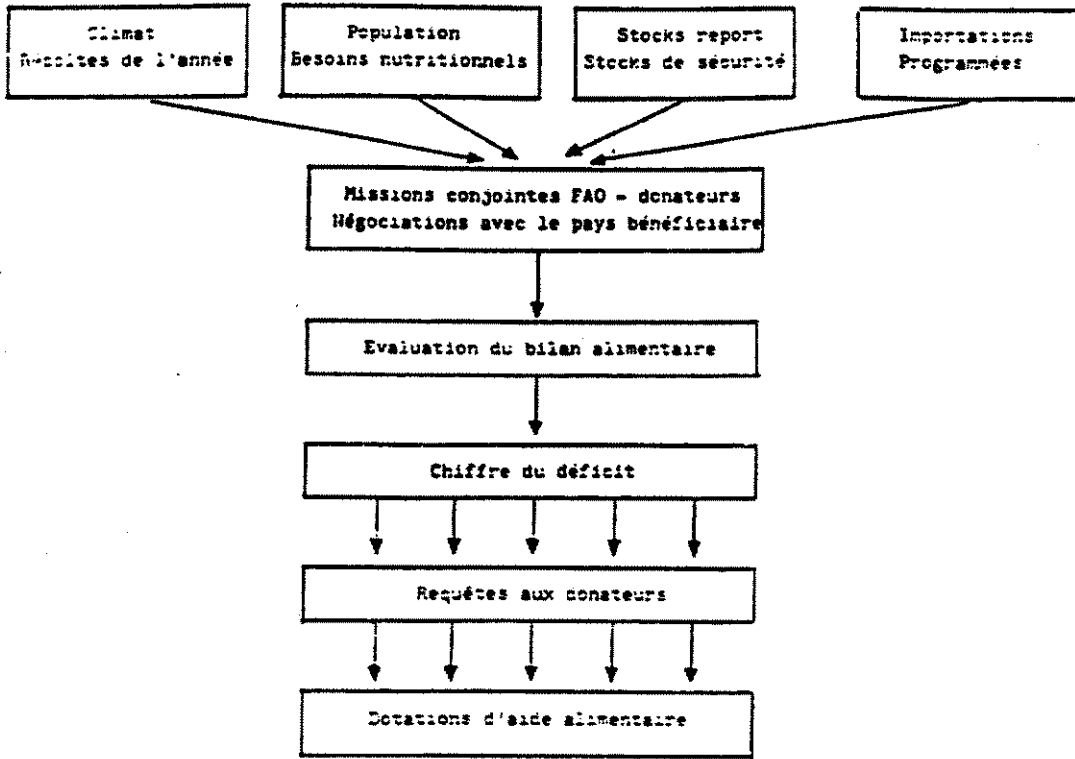 Climat
Récoltes de l'année
Population
Besoins nutritionnels
Stocks report
Stocks de sécurité
Importations
Programmées
Missions conjointes FAO - donateurs
Négociations avec le pays bénéficiaire
Evaluation du bilan alimentaire
Chiffre du déficit
Requêtes aux donateurs
Dotations d'aide alimentaire